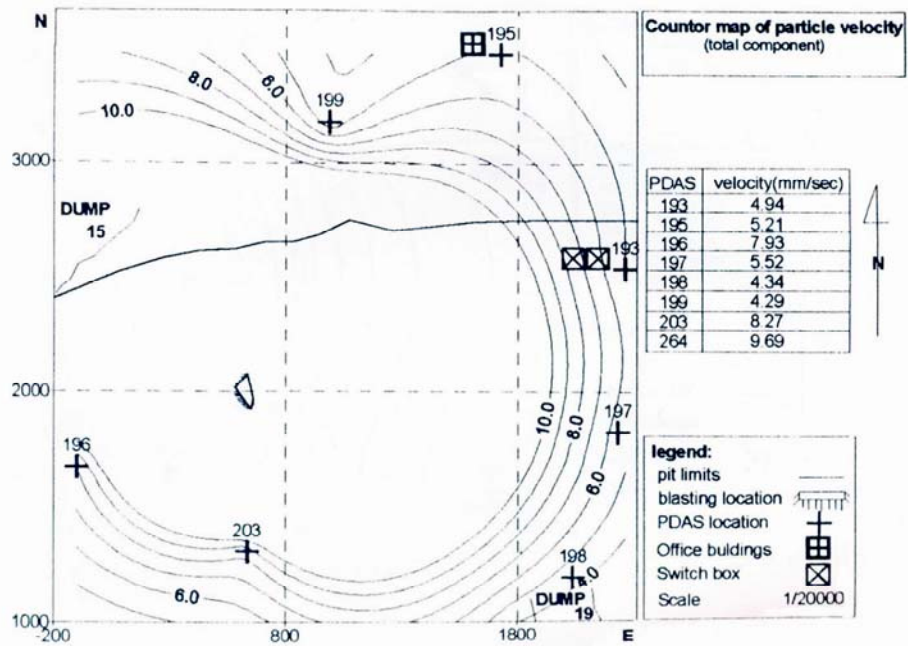 N
8.0
6.0
10.0
195
199
3000
DUMP
15
193
2000
10.0
8.0
197
6.0
196
203
198
4.0
6.0
DUMP
19
1000
-200
800
1800
E
Countor map of particle velocity
(total component)
PDAS velocity(mm/sec)
193 4.94
195 5.21
196 7.93
197 5.52
198 4.34
199 4.29
203 8.27
264 9.69
N
legend:
pit limits
blasting location
PDAS location
Office buldings
Switch box
Scale 1/20000